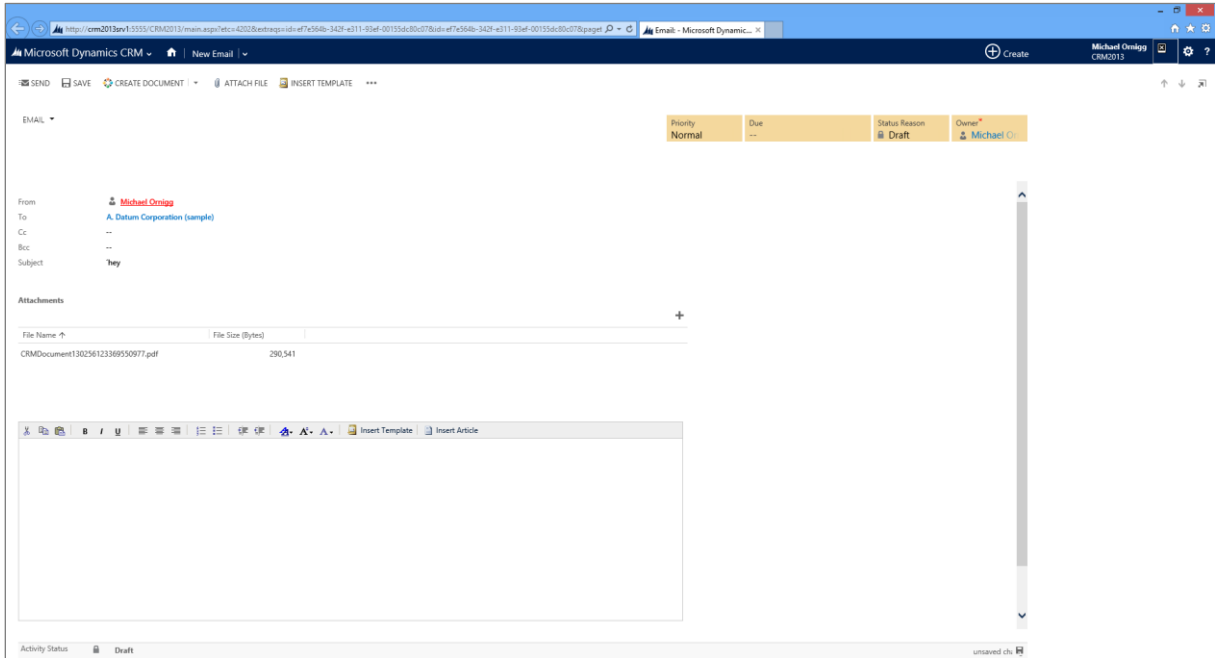 http://crm2013srv1:5555/CRM2013/main.aspx?etc=4202&extraqs=id=ef7e564b-342f-e311-93ef-00155dc80c07&id=ef7e564b-342f-e311-93ef-00155dc80c07&paget
Email: - Microsoft Dynamic...
Microsoft Dynamics CRM
New Email
Create
Michael Ornigg
CRM2013
SEND SAVE CREATE DOCUMENT ATTACH FILE INSERT TEMPLATE •••
EMAIL
Priority Due Status Reason Owner*
Normal -- Draft Michael O
From Michael Ornigg
To A. Datum Corporation (sample)
Cc --
Bcc --
Subject `hey
Attachments
File Name File Size (Bytes)
CRMDocument130256123369550977.pdf 290,541
B I U A A A Insert Template Insert Article
Activity Status Draft
unsaved ch